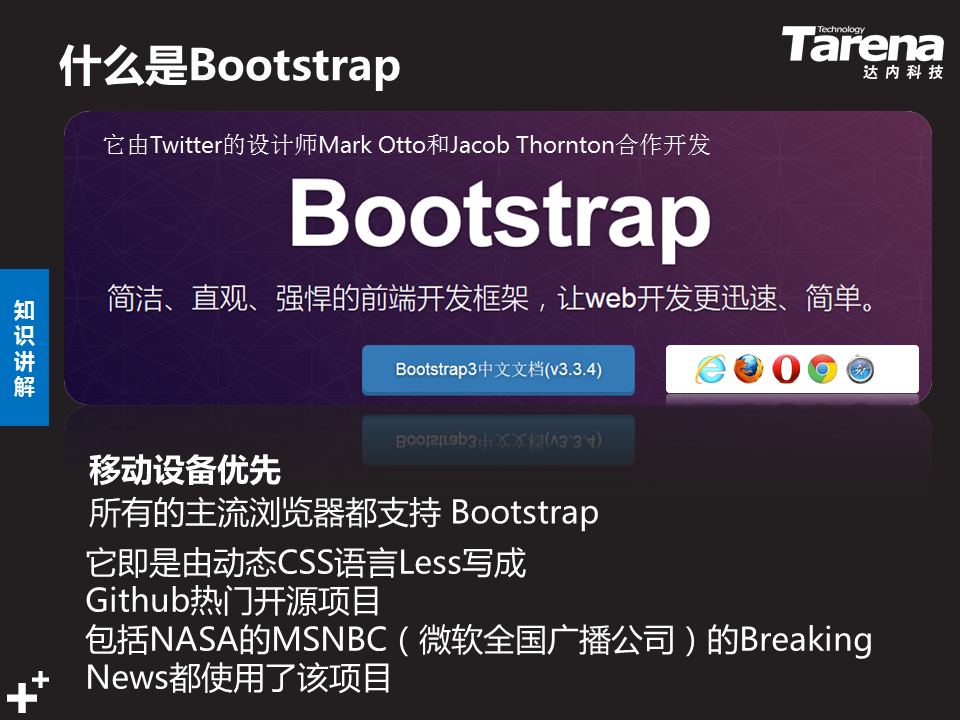 什么是Bootstrap
Technology
Tarena
达内科技
它由Twitter的设计师Mark Otto和Jacob Thornton合作开发
Bootstrap
简洁、直观、强悍的前端开发框架，让web开发更迅速、简单。
Bootstrap3中文文档(v3.3.4)
知识讲解
移动设备优先
所有的主流浏览器都支持 Bootstrap
它即是由动态CSS语言Less写成
Github热门开源项目
包括NASA的MSNBC（微软全国广播公司）的Breaking
News都使用了该项目